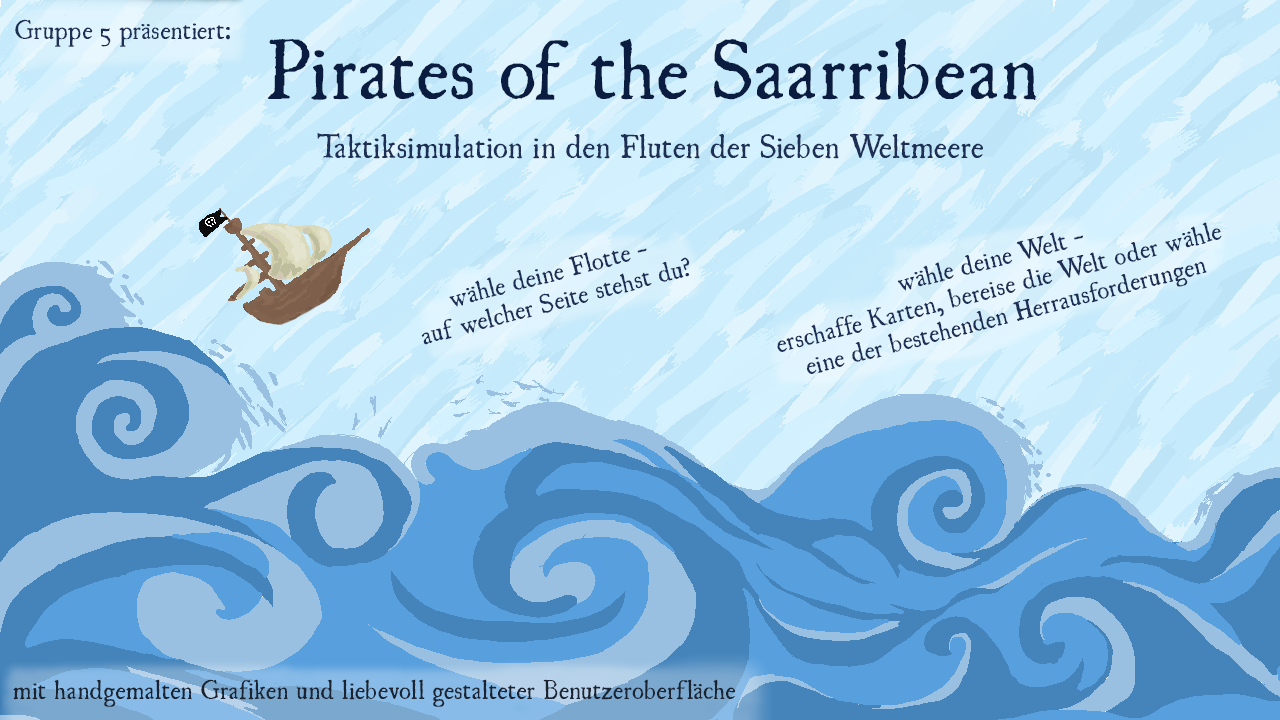 Gruppe 5 präsentiert:
Pirates of the Saarribean
Taktiksimulation in den Fluten der Sieben Weltmeere
wähle deine Flotte –
auf welcher Seite stehst du?
wähle deine Welt –
erschaffe Karten, bereise die Welt oder wähle
eine der bestehenden Herrausforderungen
mit handgemalten Grafiken und liebevoll gestalteter Benutzeroberfläche